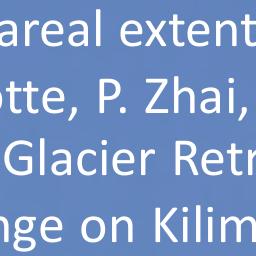 areal extent
otte, P. Zhai,
Glacier Retr
nge on Kilim